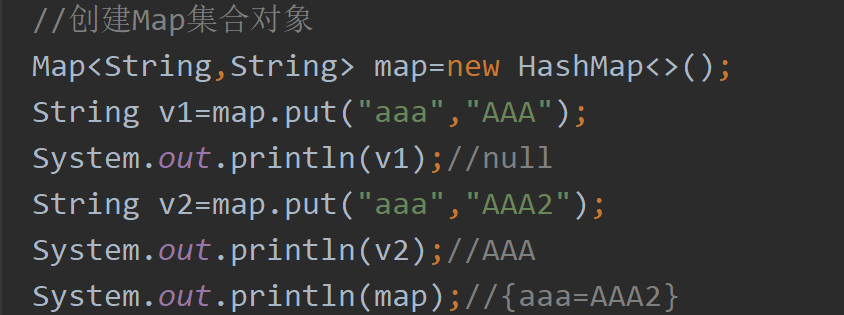 //创建Map集合对象
Map<String,String> map=new HashMap<>();
String v1=map.put("aaa","AAA");
System.out.println(v1);//null
String v2=map.put("aaa","AAA2");
System.out.println(v2);//AAA
System.out.println(map);//{aaa=AAA2}